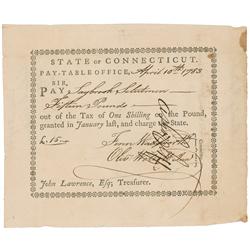 STATE OF CONNECTICUT.
PAY-TABLE OFFICE, April 10th 1783
SIR,
PAY Saybrook Selectmen
Fifteen Pounds
out of the Tax of One Shilling on the Pound,
granted in January last, and charge the State.
£15
John Lawrence, Esq; Treasurer.